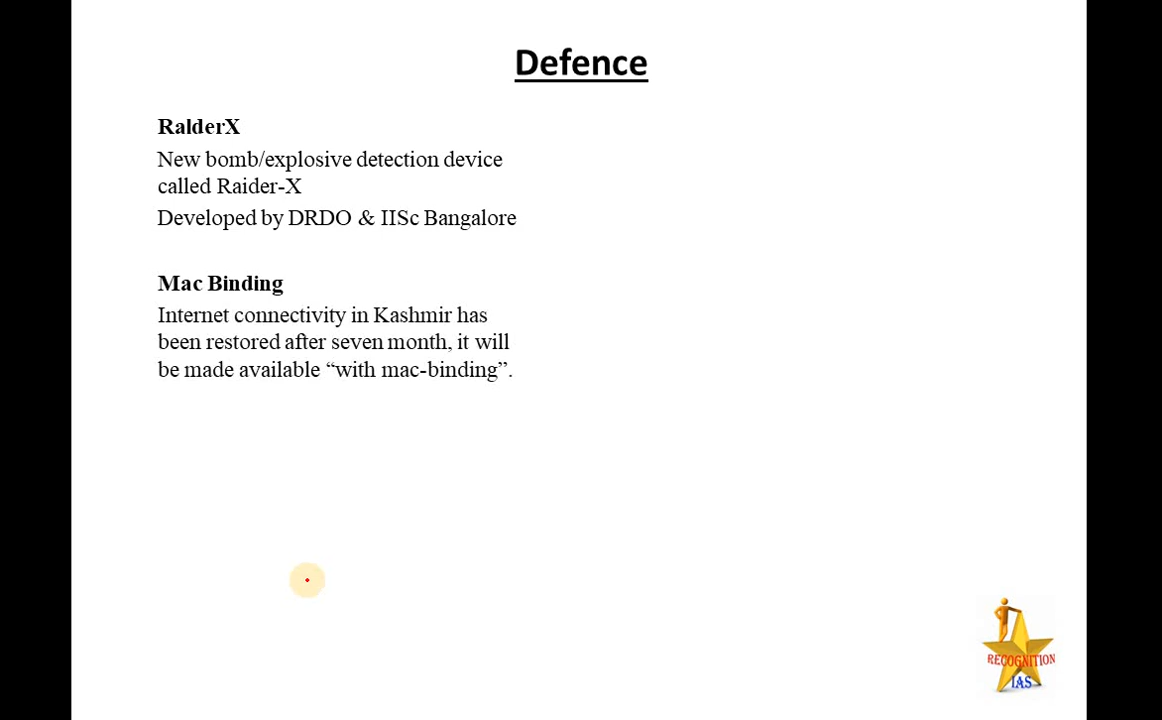 Defence
RalderX
New bomb/explosive detection device
called Raider-X
Developed by DRDO & IISc Bangalore
Mac Binding
Internet connectivity in Kashmir has
been restored after seven month, it will
be made available “with mac-binding”.
RECOGNITION
IAS